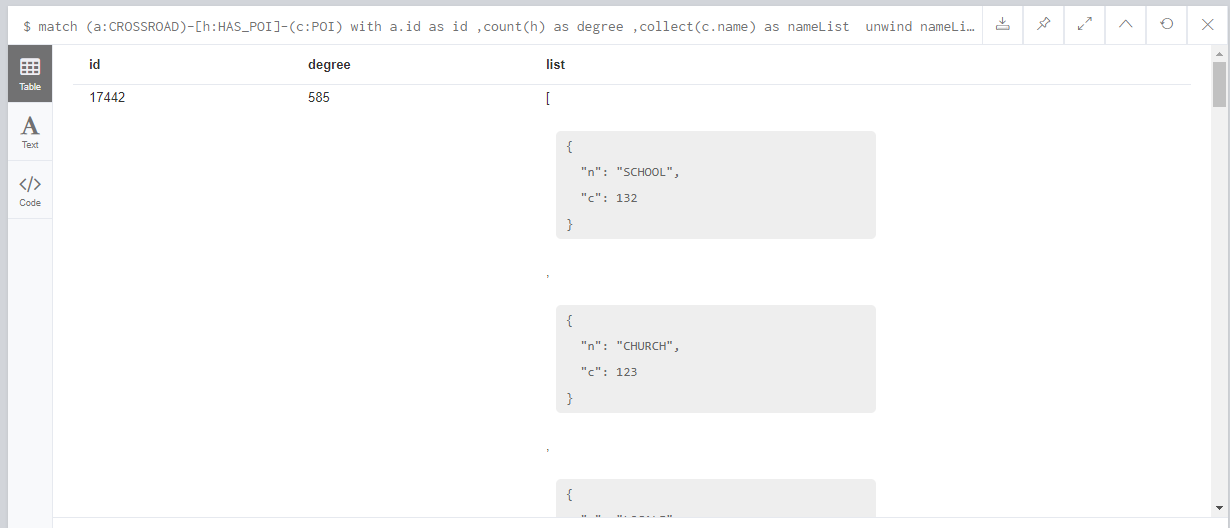 $ match (a:CROSSROAD)-[h:HAS_POI]-(c:POI) with a.id as id ,count(h) as degree ,collect(c.name) as nameList  unwind nameLi…
Table
Text
Code
id degree list
17442 585 [
{
"n": "SCHOOL",
"c": 132
}
,
{
"n": "CHURCH",
"c": 123
}
,
{